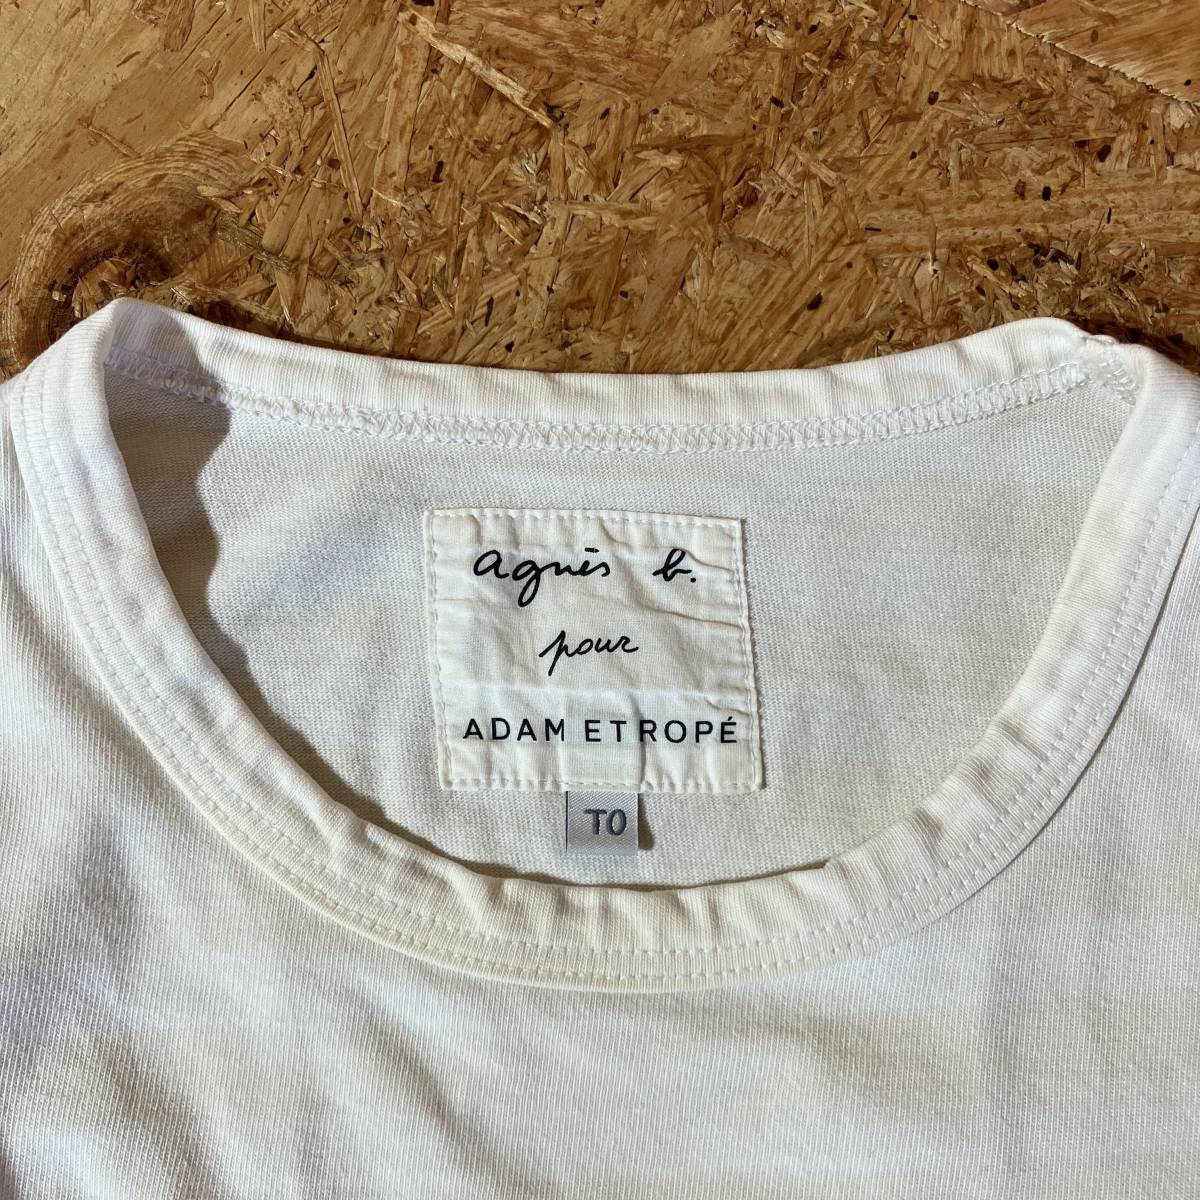 agnès b.
pour
ADAM ET ROPÉ
T0